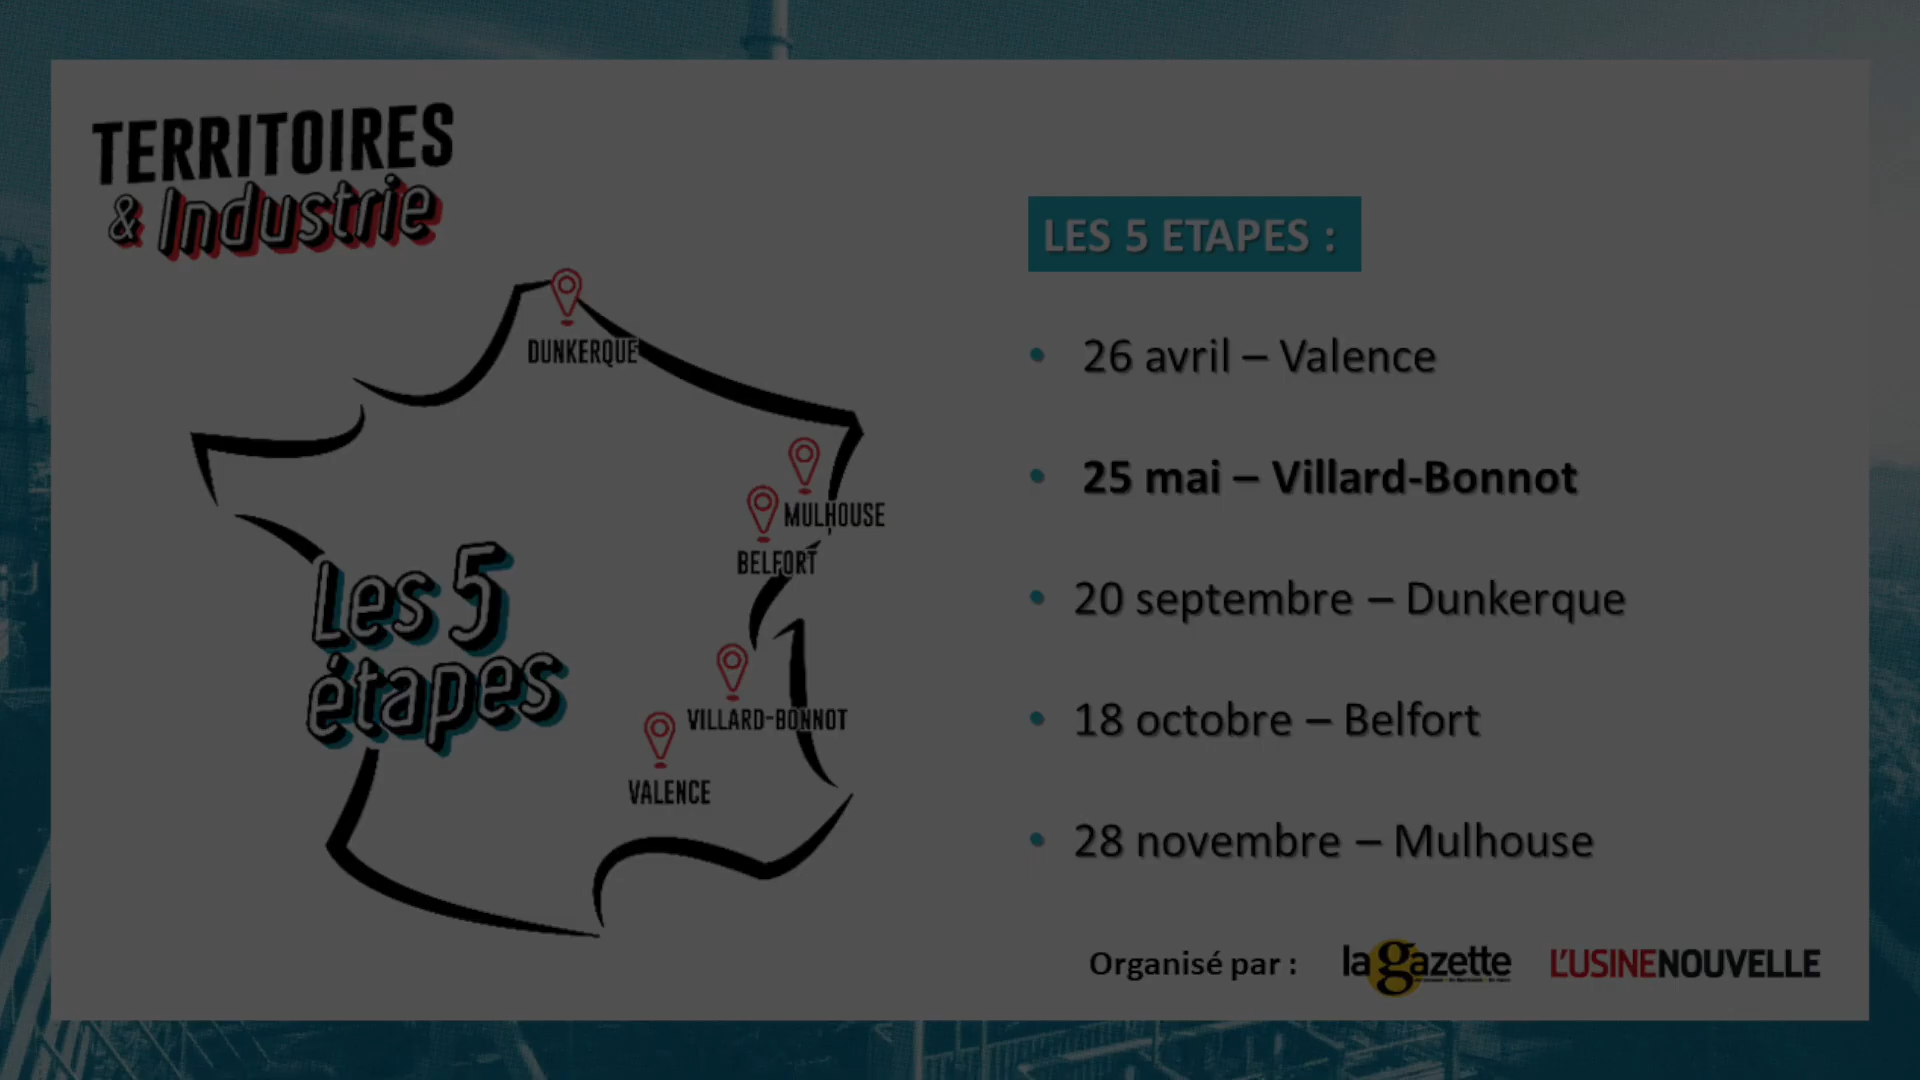 TERRITOIRES
& Industrie
DUNKERQUE
MULHOUSE
BELFORT
Les 5
étapes
VILLARD-BONNOT
VALENCE
LES 5 ETAPES :
• 26 avril – Valence
• 25 mai – Villard-Bonnot
• 20 septembre – Dunkerque
• 18 octobre – Belfort
• 28 novembre – Mulhouse
Organisé par :
la gazette
L'USINENOUVELLE